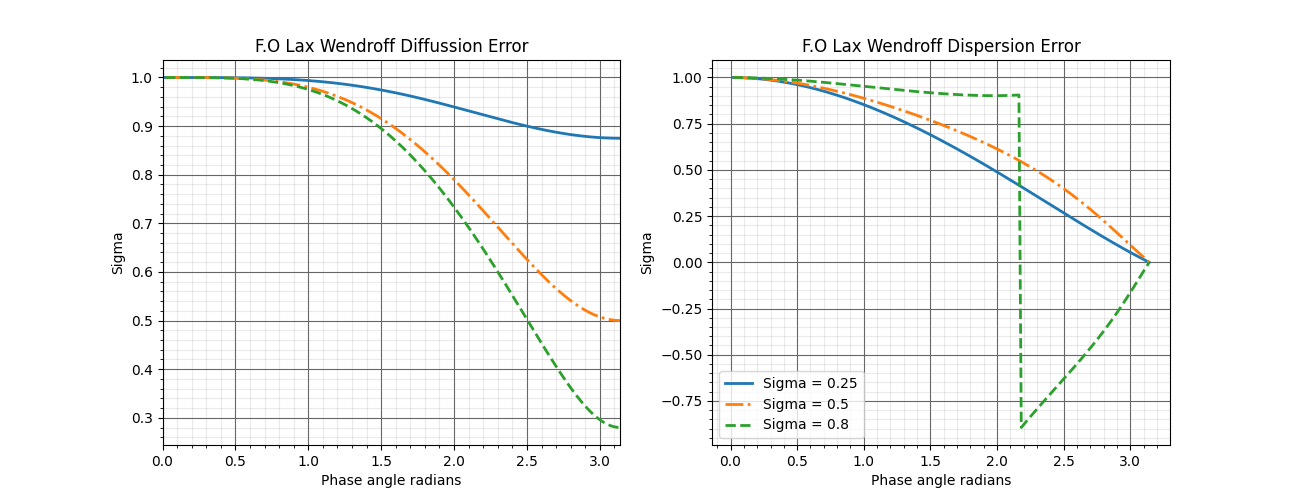 F.O Lax Wendroff Diffussion Error
1.0
0.9
0.8
0.7
0.6
0.5
0.4
0.3
Sigma
0.0 0.5 1.0 1.5 2.0 2.5 3.0
Phase angle radians
F.O Lax Wendroff Dispersion Error
1.00
0.75
0.50
0.25
0.00
−0.25
−0.50
−0.75
Sigma
Sigma = 0.25
Sigma = 0.5
Sigma = 0.8
0.0 0.5 1.0 1.5 2.0 2.5 3.0
Phase angle radians